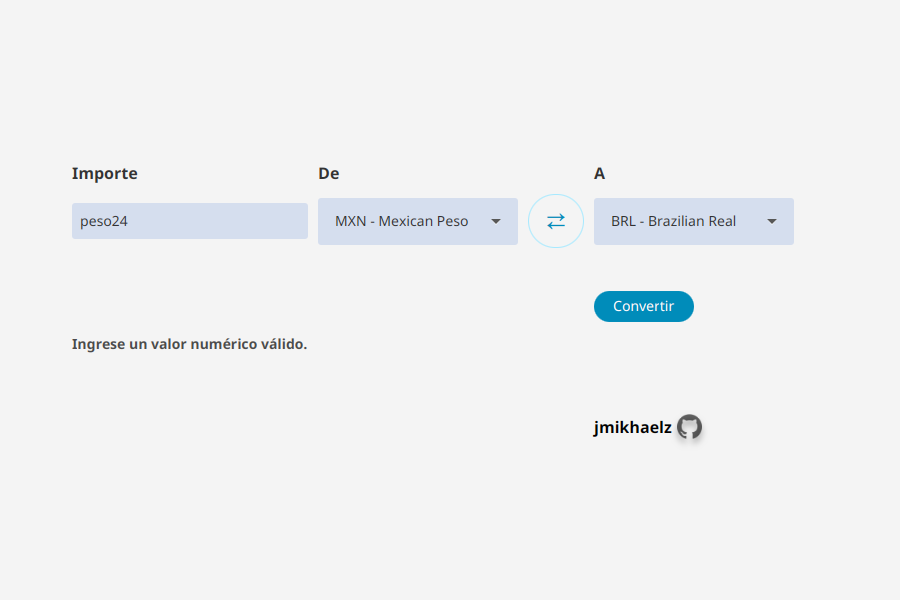 Importe
De
A
peso24
MXN - Mexican Peso
BRL - Brazilian Real
Convertir
Ingrese un valor numérico válido.
jmikhaelz